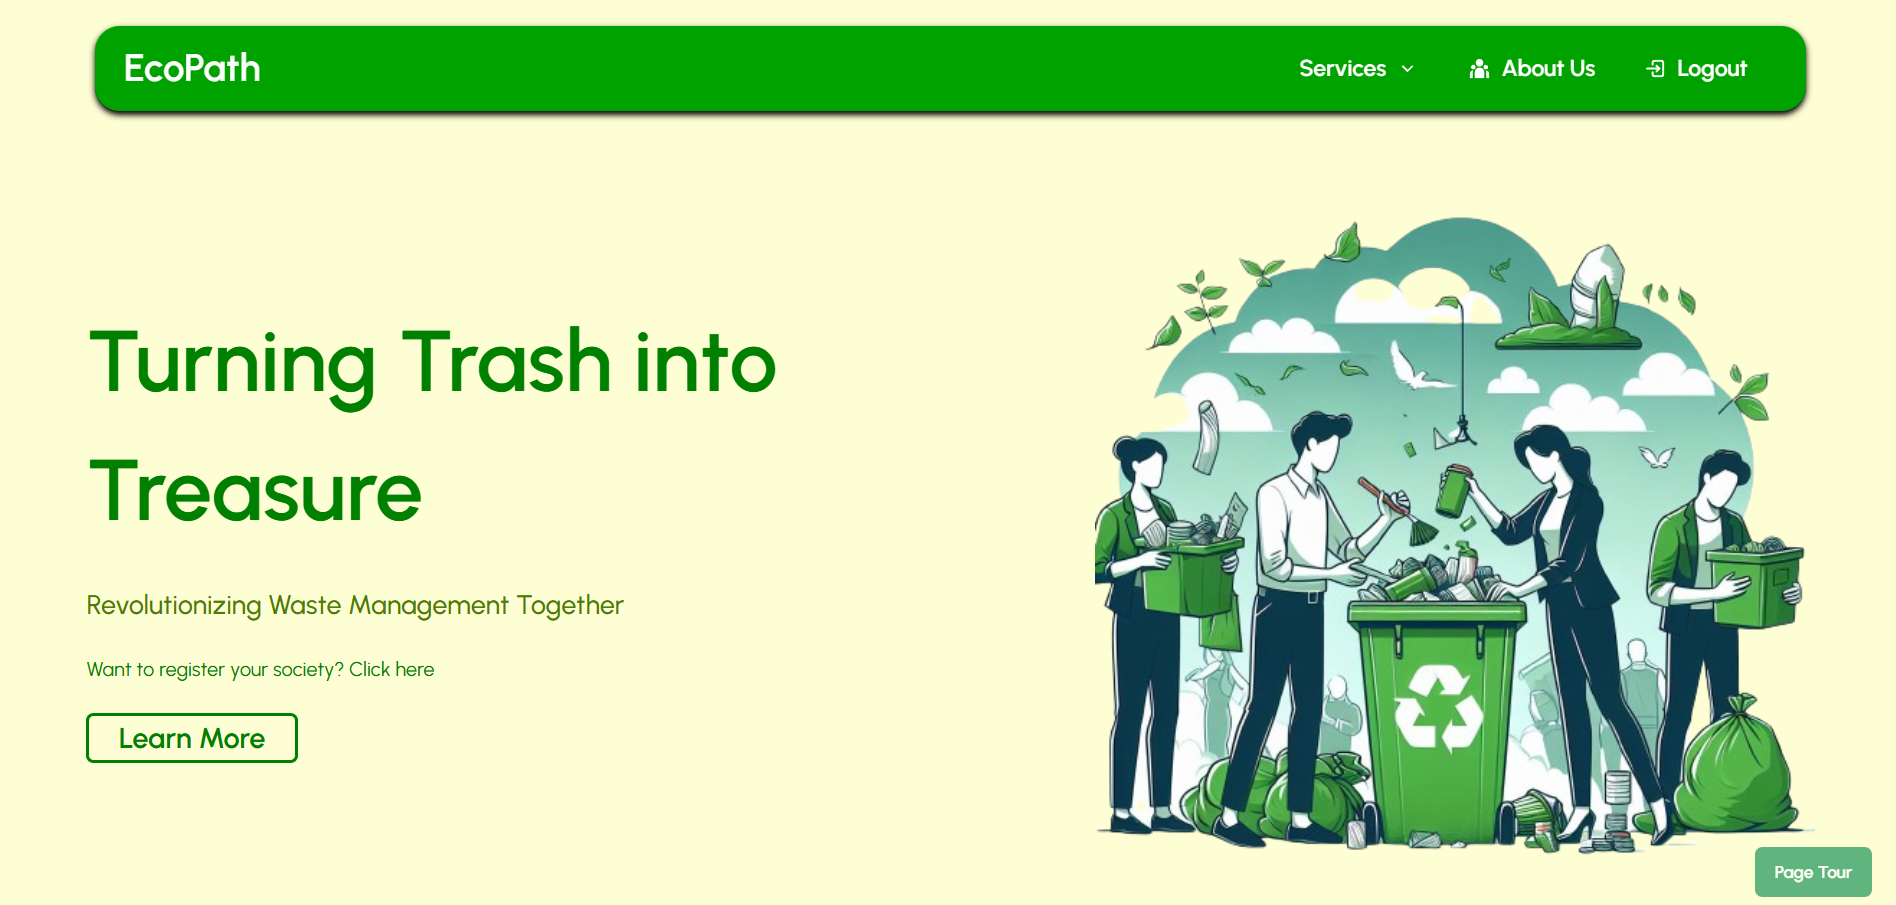 EcoPath
Services
About Us
Logout
Turning Trash into
Treasure
Revolutionizing Waste Management Together
Want to register your society? Click here
Learn More
Page Tour